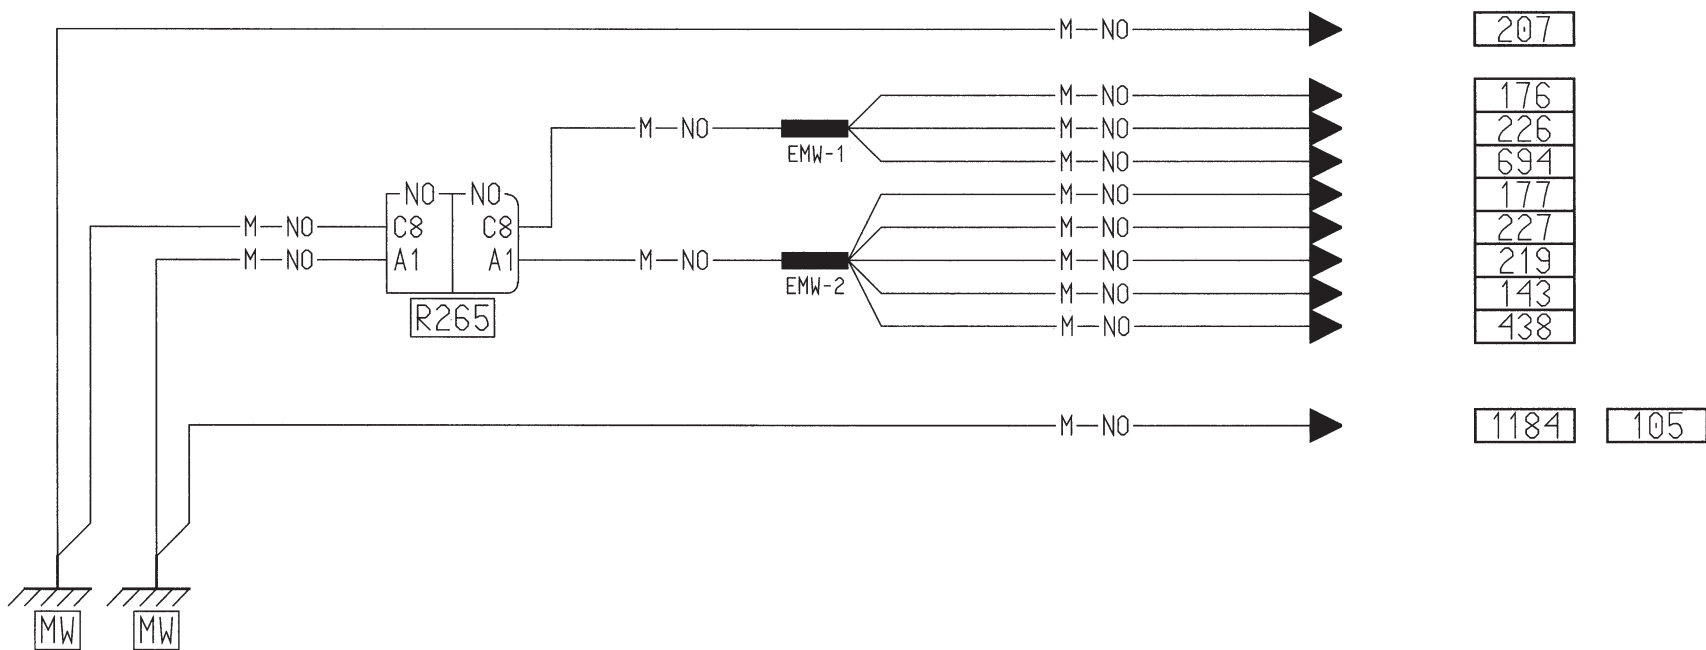 M NO 207
M NO 176
M NO M NO 226
EMW-1
M NO 694
NO NO M NO 177
M NO C8 C8 M NO 227
M NO A1 A1 M NO M NO 219
EMW-2
M NO 143
R265 M NO 438
M NO 1184 105
MW MW